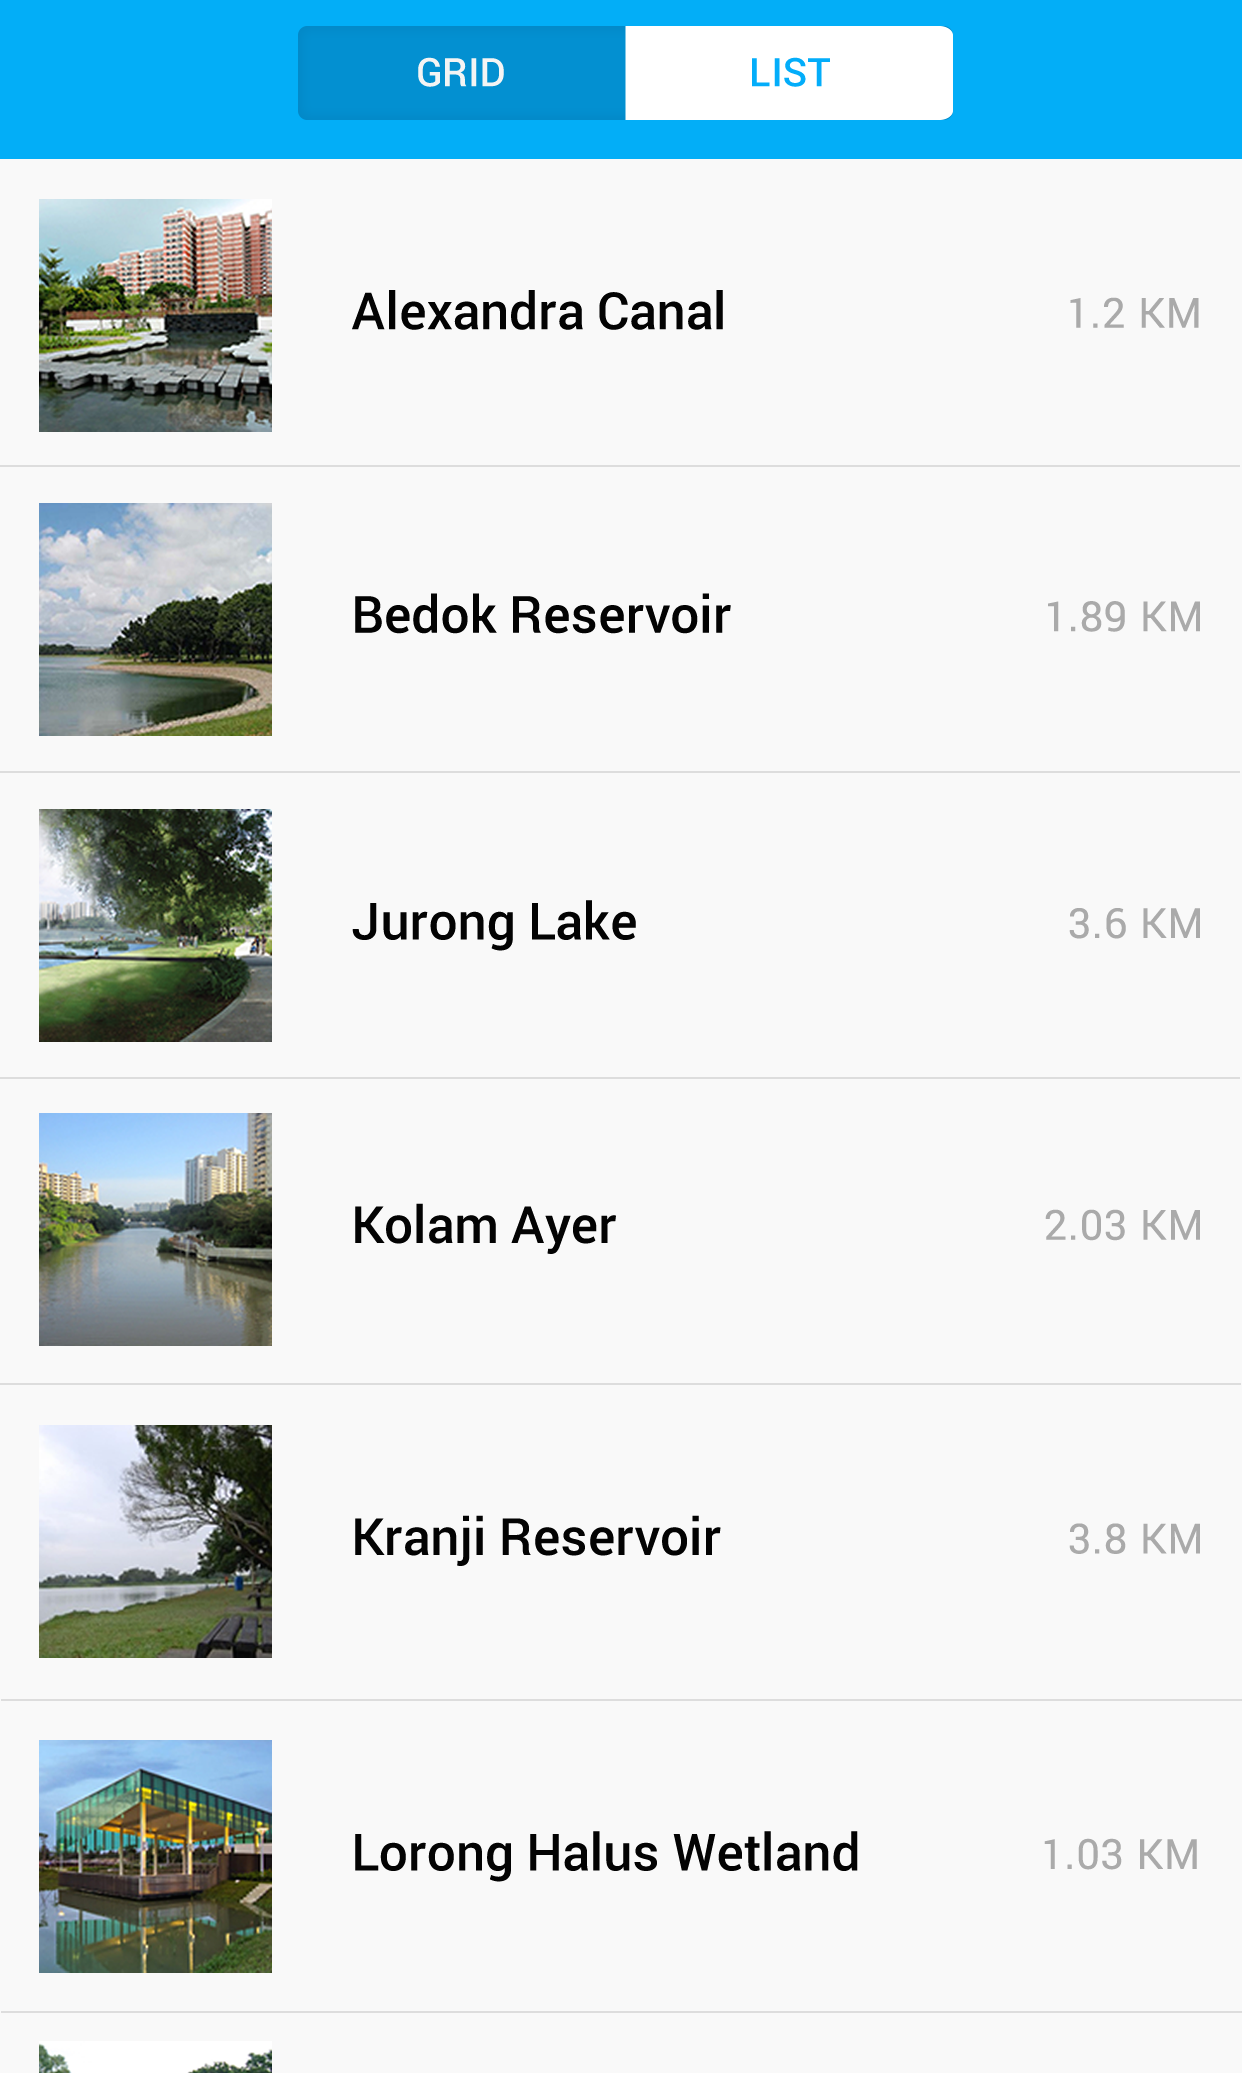 GRID LIST
Alexandra Canal 1.2 KM
Bedok Reservoir 1.89 KM
Jurong Lake 3.6 KM
Kolam Ayer 2.03 KM
Kranji Reservoir 3.8 KM
Lorong Halus Wetland 1.03 KM